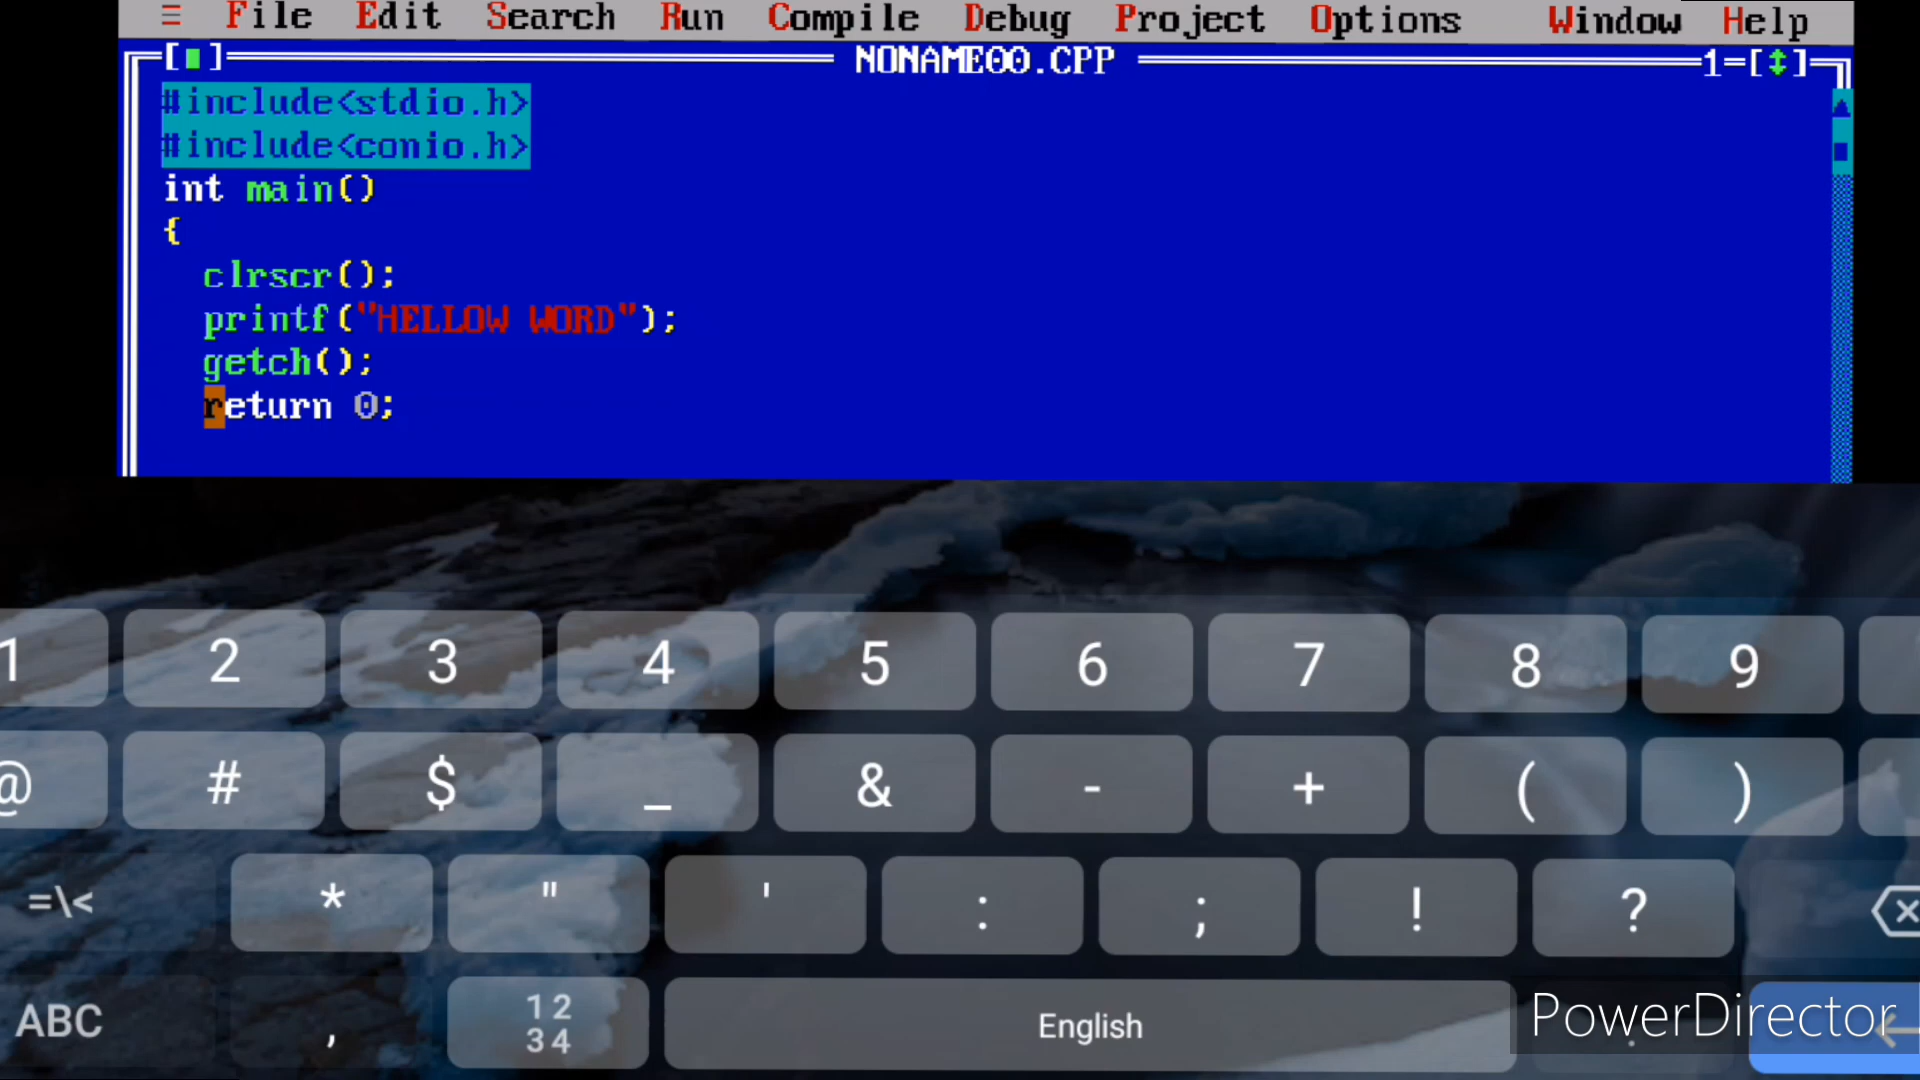 ≡ File Edit Search Run Compile Debug Project Options Window Help
[■] NONAME00.CPP 1=[↕]
#include<stdio.h>
#include<conio.h>
int main()
{
clrscr();
printf("HELLOW WORD");
getch();
return 0;
1 2 3 4 5 6 7 8 9
@ # $ _ & - + ( )
=\< * " ' : ; ! ?
ABC , 12 34 English .
PowerDirector